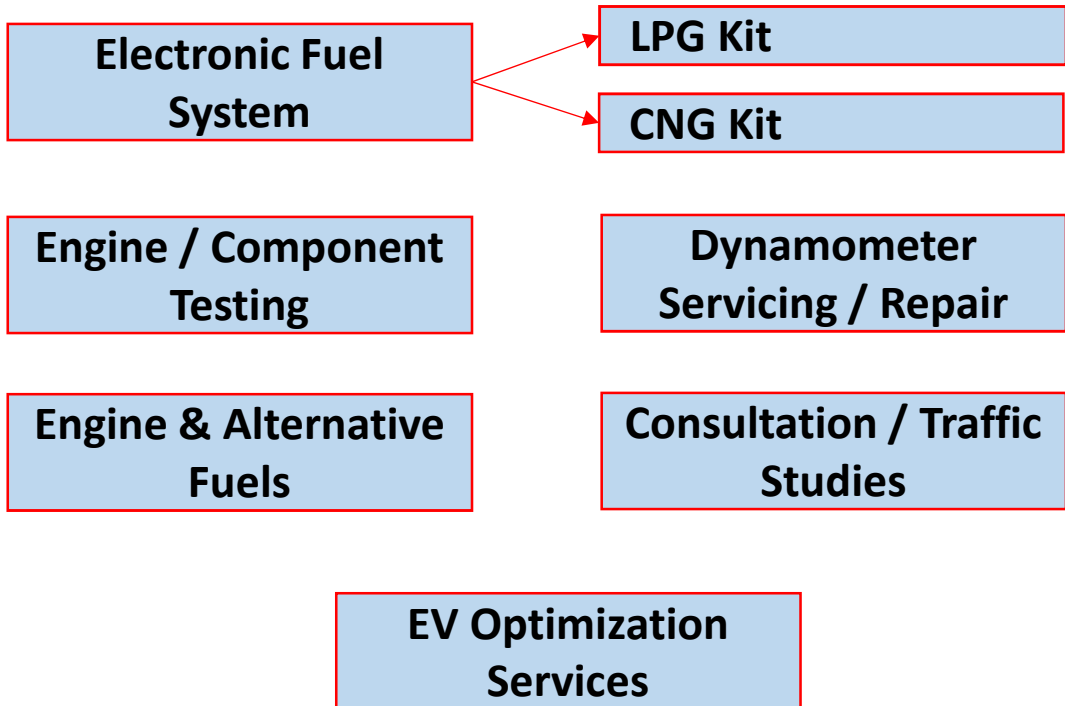 Electronic Fuel
System
LPG Kit
CNG Kit
Engine / Component
Testing
Dynamometer
Servicing / Repair
Engine & Alternative
Fuels
Consultation / Traffic
Studies
EV Optimization
Services